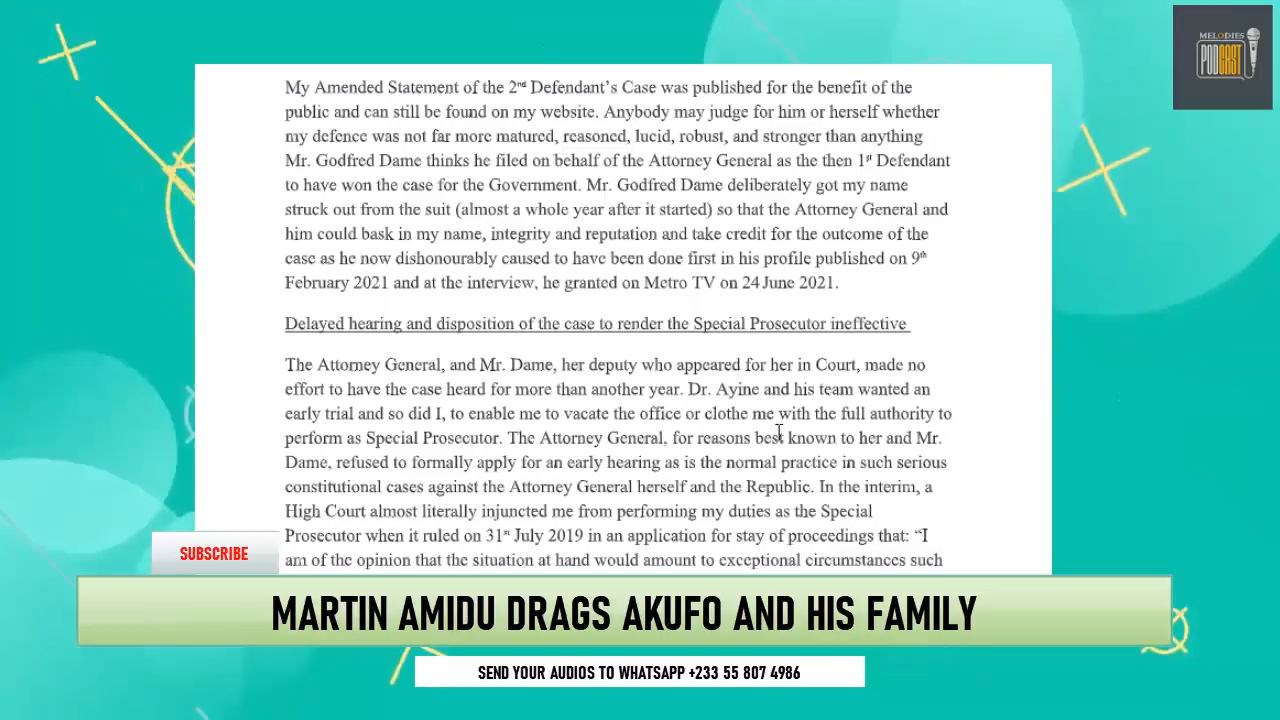 MELODIES
PODCAST
My Amended Statement of the 2nd Defendant's Case was published for the benefit of the
public and can still be found on my website. Anybody may judge for him or herself whether
my defence was not far more matured, reasoned, lucid, robust, and stronger than anything
Mr. Godfred Dame thinks he filed on behalf of the Attorney General as the then 1st Defendant
to have won the case for the Government. Mr. Godfred Dame deliberately got my name
struck out from the suit (almost a whole year after it started) so that the Attorney General and
him could bask in my name, integrity and reputation and take credit for the outcome of the
case as he now dishonourably caused to have been done first in his profile published on 9th
February 2021 and at the interview, he granted on Metro TV on 24 June 2021.
Delayed hearing and disposition of the case to render the Special Prosecutor ineffective
The Attorney General, and Mr. Dame, her deputy who appeared for her in Court, made no
effort to have the case heard for more than another year. Dr. Ayine and his team wanted an
early trial and so did I, to enable me to vacate the office or clothe me with the full authority to
perform as Special Prosecutor. The Attorney General, for reasons best known to her and Mr.
Dame, refused to formally apply for an early hearing as is the normal practice in such serious
constitutional cases against the Attorney General herself and the Republic. In the interim, a
High Court almost literally injuncted me from performing my duties as the Special
Prosecutor when it ruled on 31st July 2019 in an application for stay of proceedings that: “I
am of the opinion that the situation at hand would amount to exceptional circumstances such
SUBSCRIBE
MARTIN AMIDU DRAGS AKUFO AND HIS FAMILY
SEND YOUR AUDIOS TO WHATSAPP +233 55 807 4986